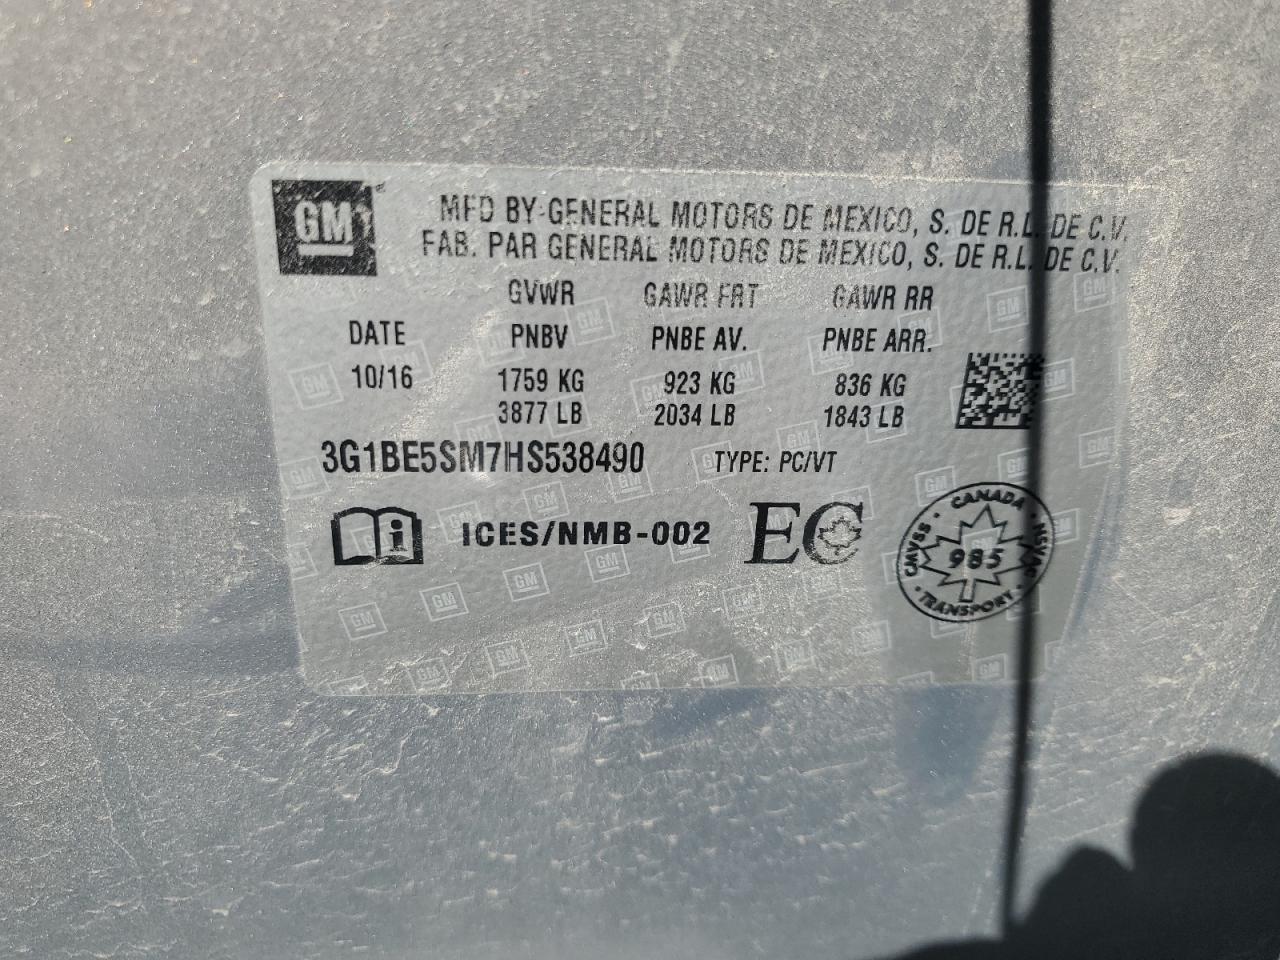 GM
MFD BY GENERAL MOTORS DE MEXICO, S. DE R.L. DE C.V.
FAB. PAR GENERAL MOTORS DE MEXICO, S. DE R.L. DE C.V.
GVWR GAWR FRT GAWR RR
DATE PNBV PNBE AV. PNBE ARR.
10/16 1759 KG 923 KG 836 KG
3877 LB 2034 LB 1843 LB
3G1BE5SM7HS538490 TYPE: PC/VT
i ICES/NMB-002 EC
CANADA
CMVSS 985 NSVAC
TRANSPORT